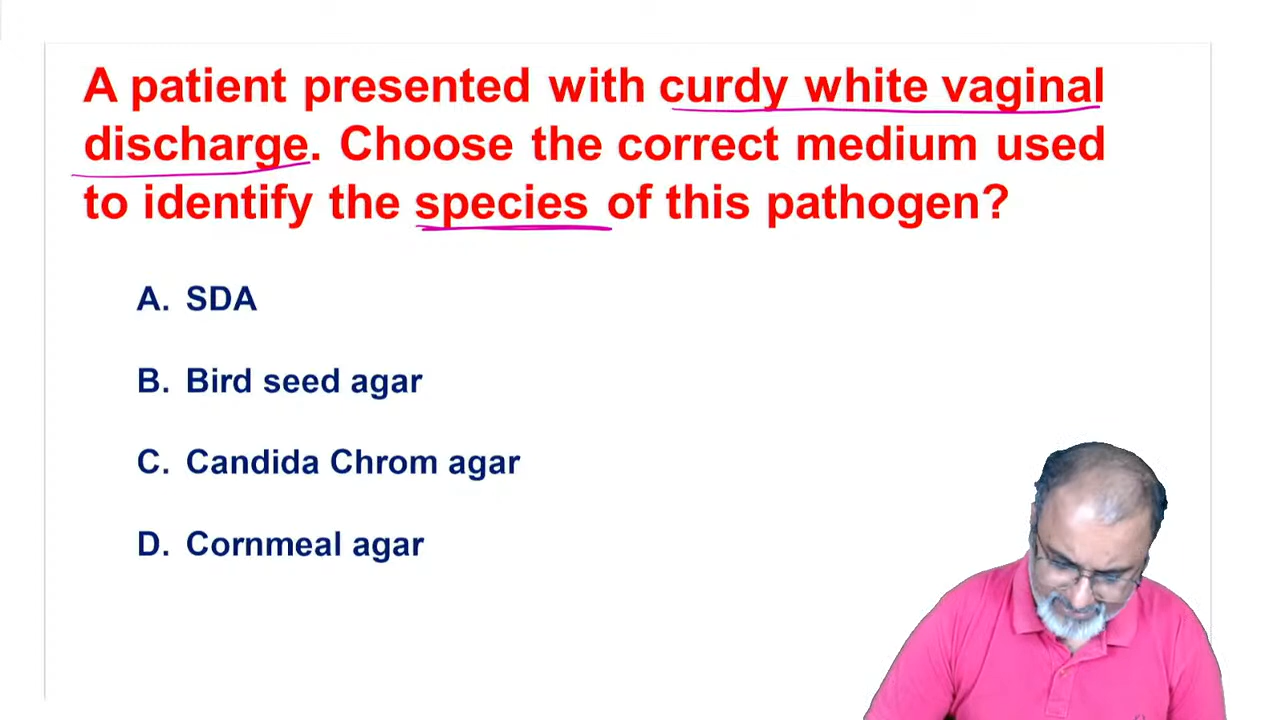 A patient presented with curdy white vaginal
discharge. Choose the correct medium used
to identify the species of this pathogen?
A. SDA
B. Bird seed agar
C. Candida Chrom agar
D. Cornmeal agar